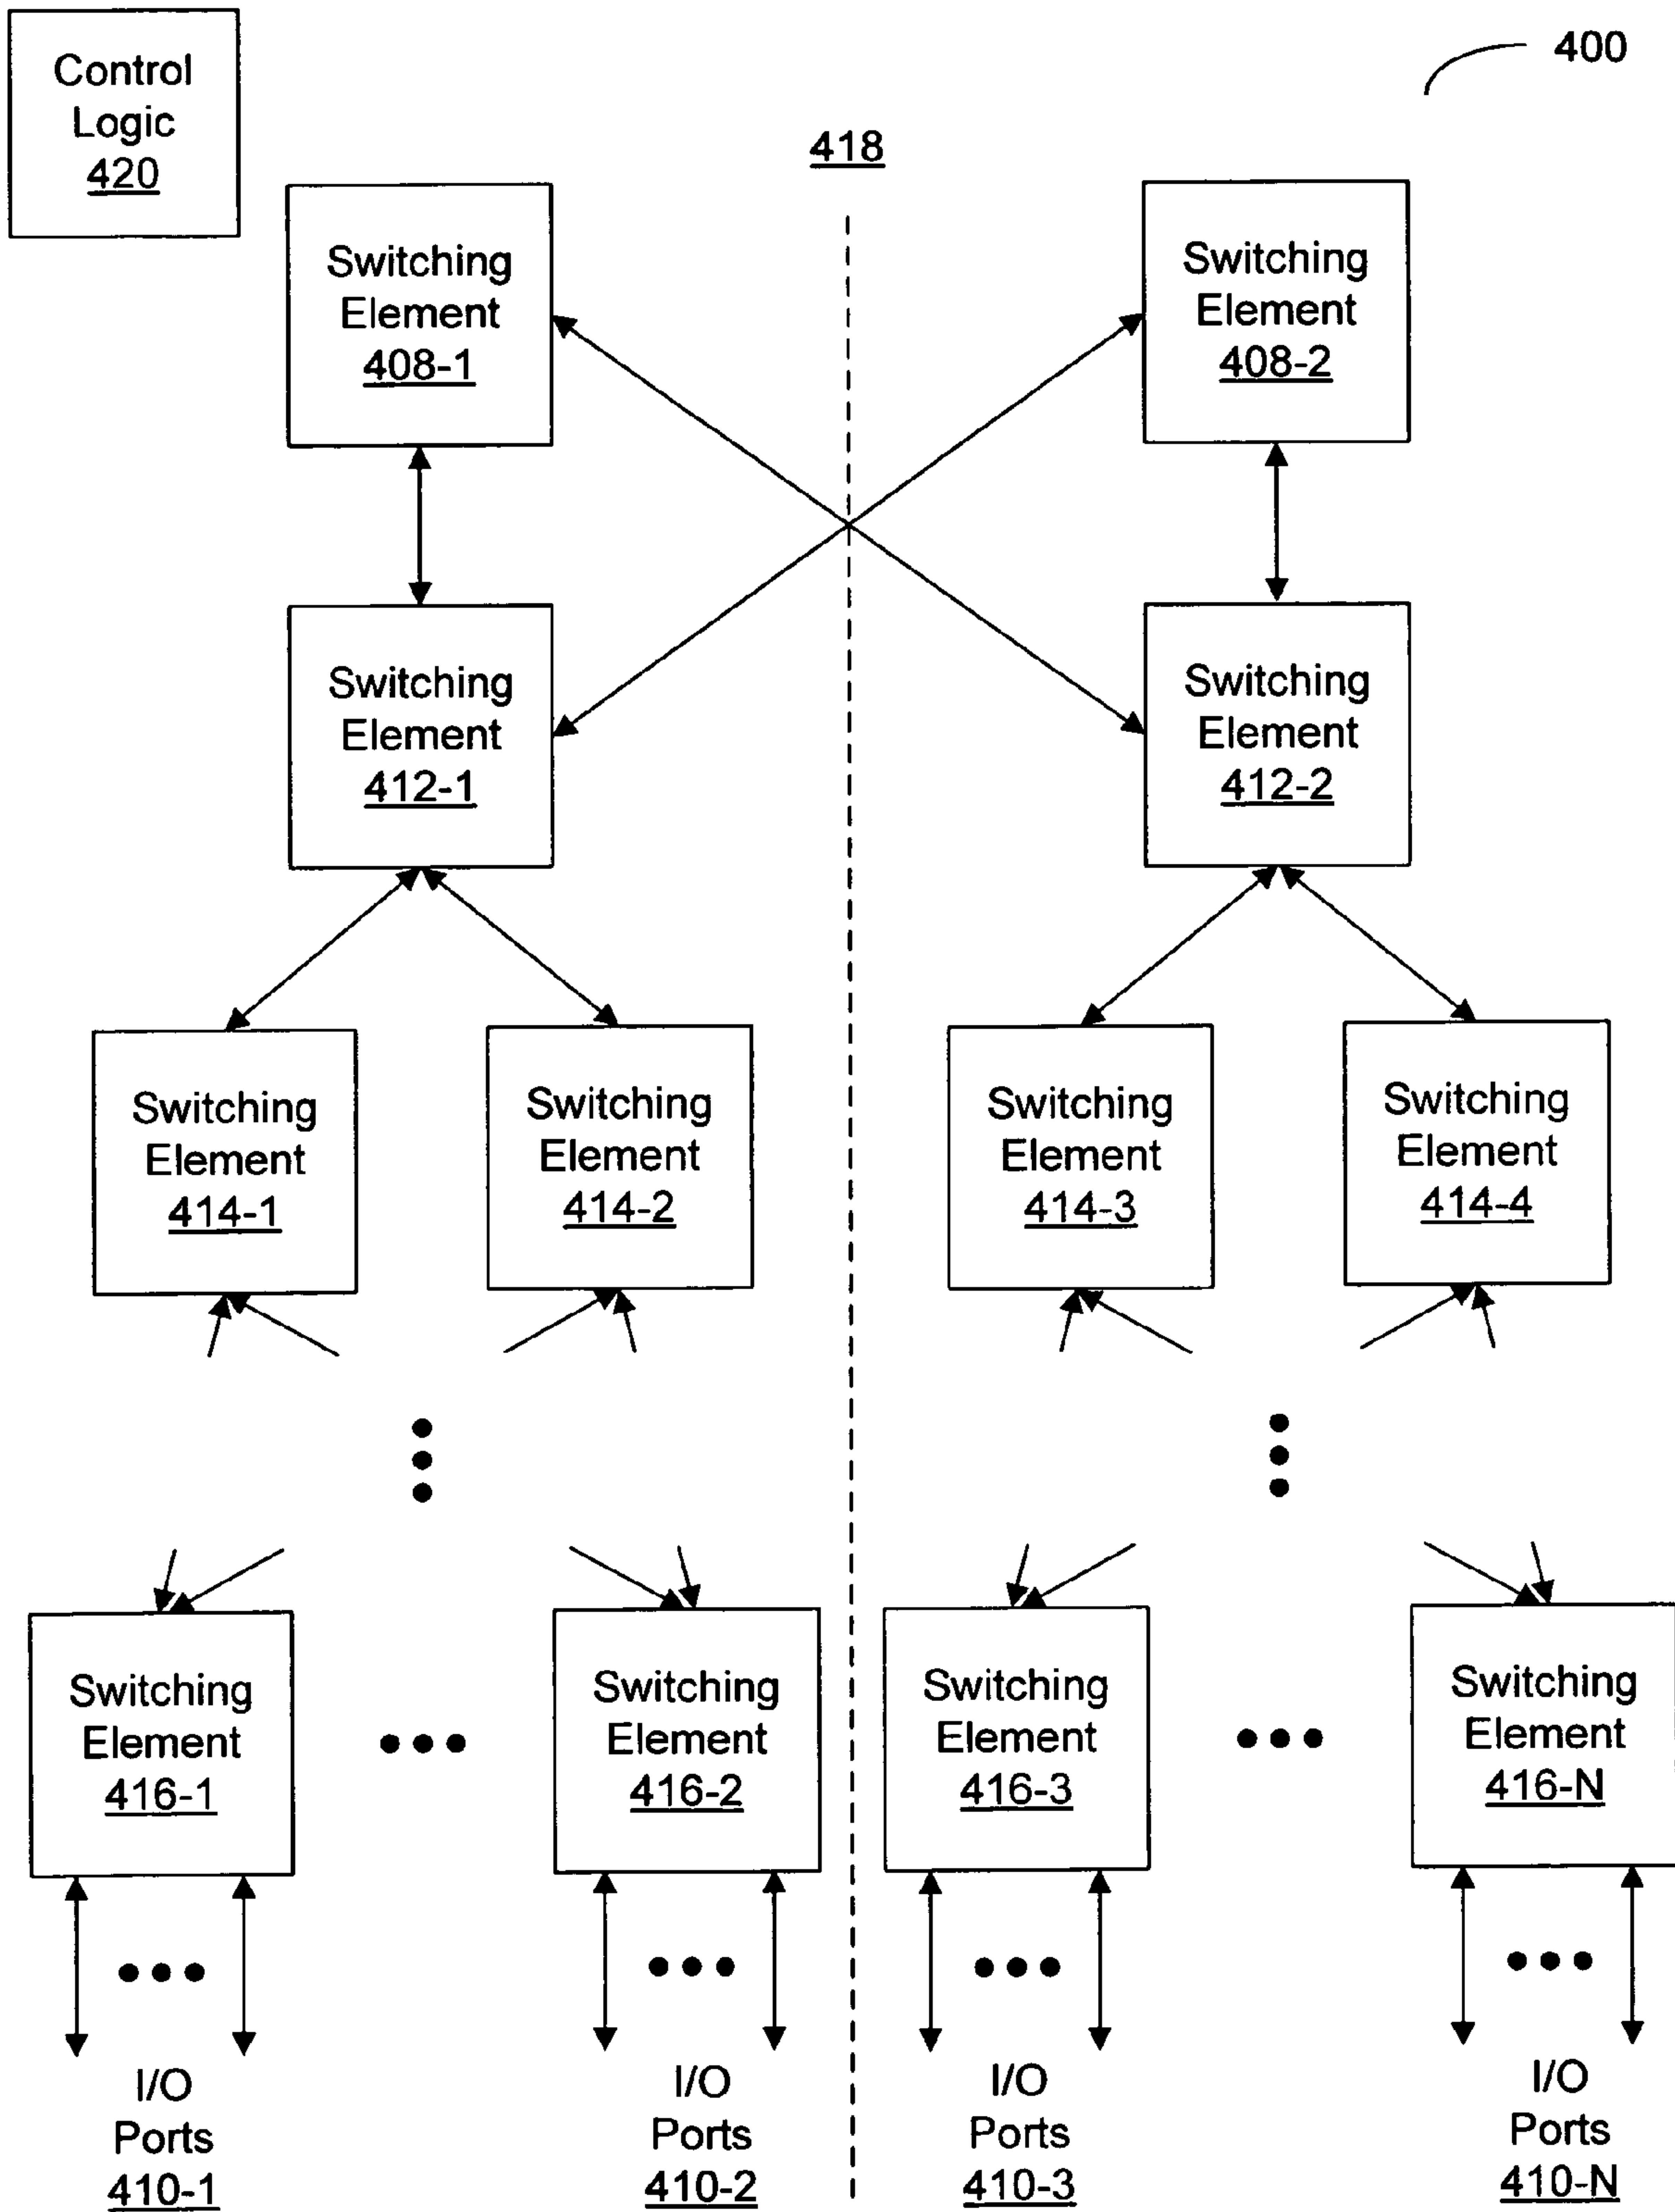 Control
Logic
420
400
418
Switching
Element
408-1
Switching
Element
408-2
Switching
Element
412-1
Switching
Element
412-2
Switching
Element
414-1
Switching
Element
414-2
Switching
Element
414-3
Switching
Element
414-4
Switching
Element
416-1
Switching
Element
416-2
Switching
Element
416-3
Switching
Element
416-N
I/O
Ports
410-1
I/O
Ports
410-2
I/O
Ports
410-3
I/O
Ports
410-N